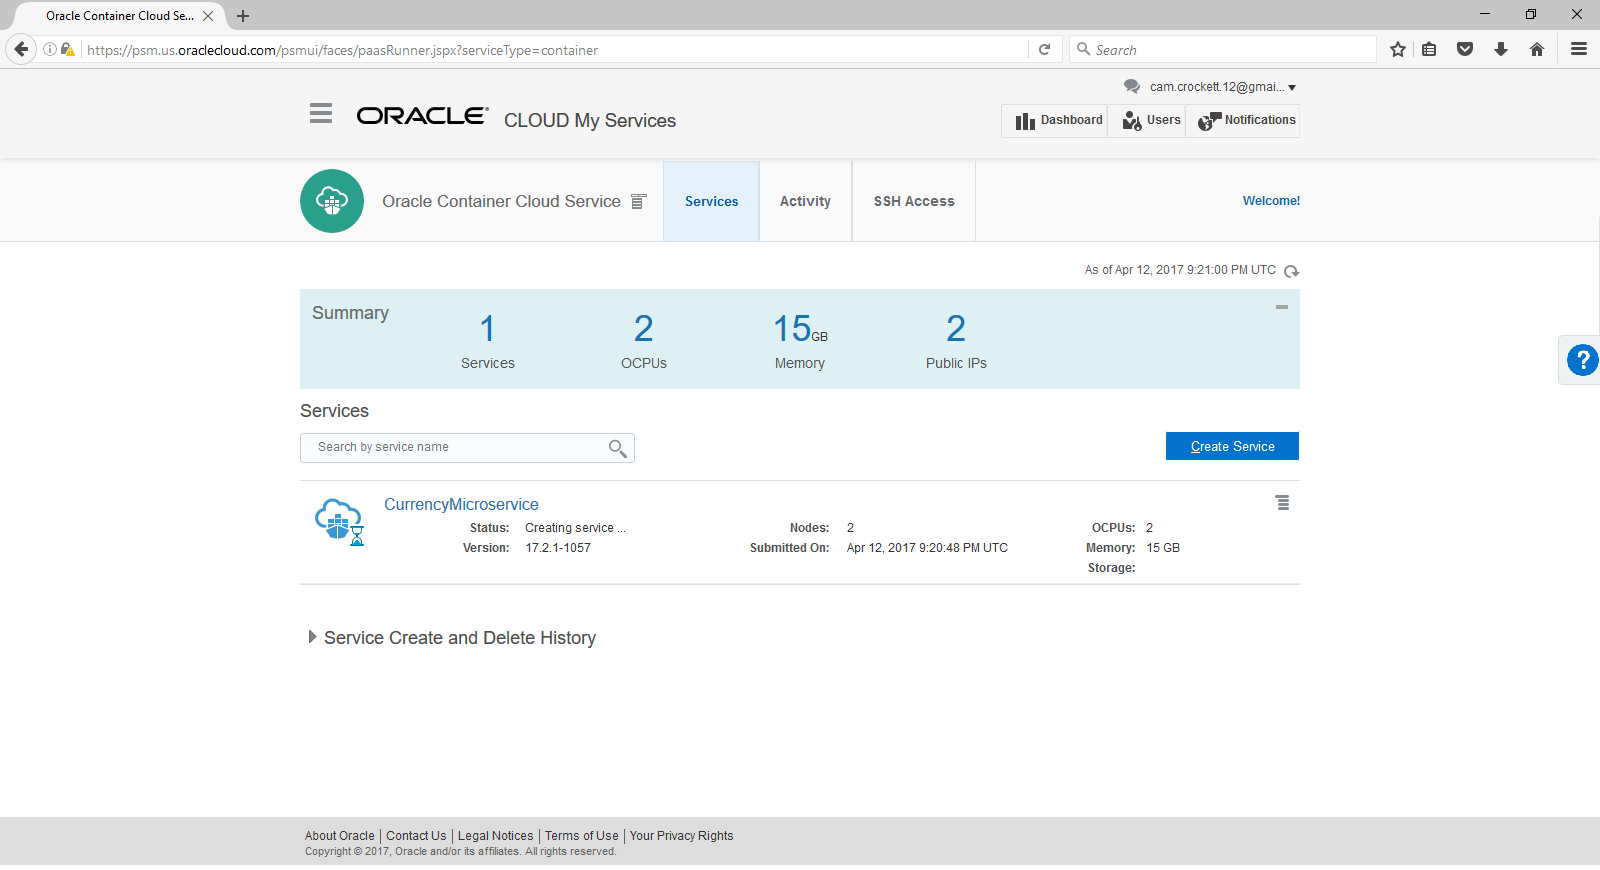 Oracle Container Cloud Se...
https://psm.us.oraclecloud.com/psmui/faces/paasRunner.jspx?serviceType=container
Search
cam.crockett.12@gmai...
ORACLE CLOUD My Services
Dashboard
Users
Notifications
Oracle Container Cloud Service
Services
Activity
SSH Access
Welcome!
As of Apr 12, 2017 9:21:00 PM UTC
Summary
1
2
15GB
2
Services
OCPUs
Memory
Public IPs
?
Services
Search by service name
Create Service
CurrencyMicroservice
Status: Creating service ...
Nodes: 2
OCPUs: 2
Version: 17.2.1-1057
Submitted On: Apr 12, 2017 9:20:48 PM UTC
Memory: 15 GB
Storage:
Service Create and Delete History
About Oracle | Contact Us | Legal Notices | Terms of Use | Your Privacy Rights
Copyright © 2017, Oracle and/or its affiliates. All rights reserved.